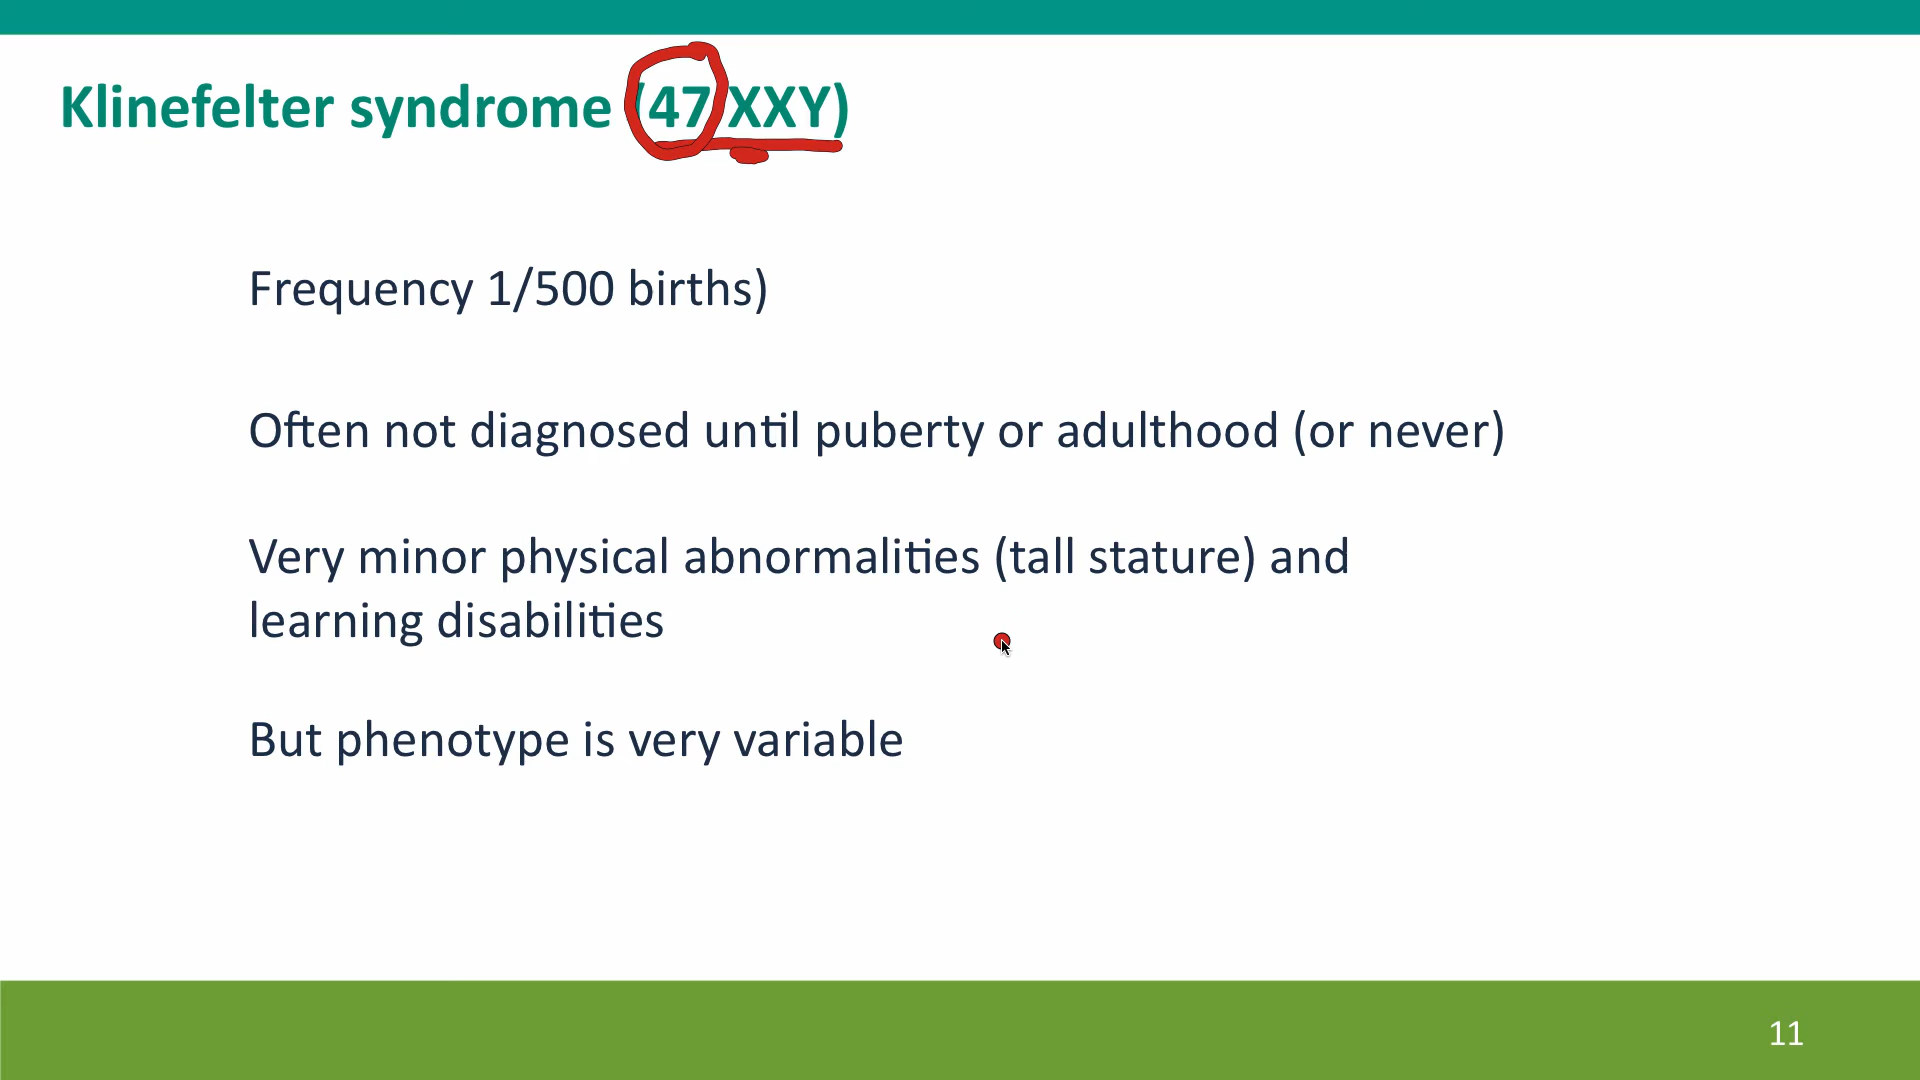 Klinefelter syndrome (47 XXY)
Frequency 1/500 births)
Often not diagnosed until puberty or adulthood (or never)
Very minor physical abnormalities (tall stature) and
learning disabilities
But phenotype is very variable
11